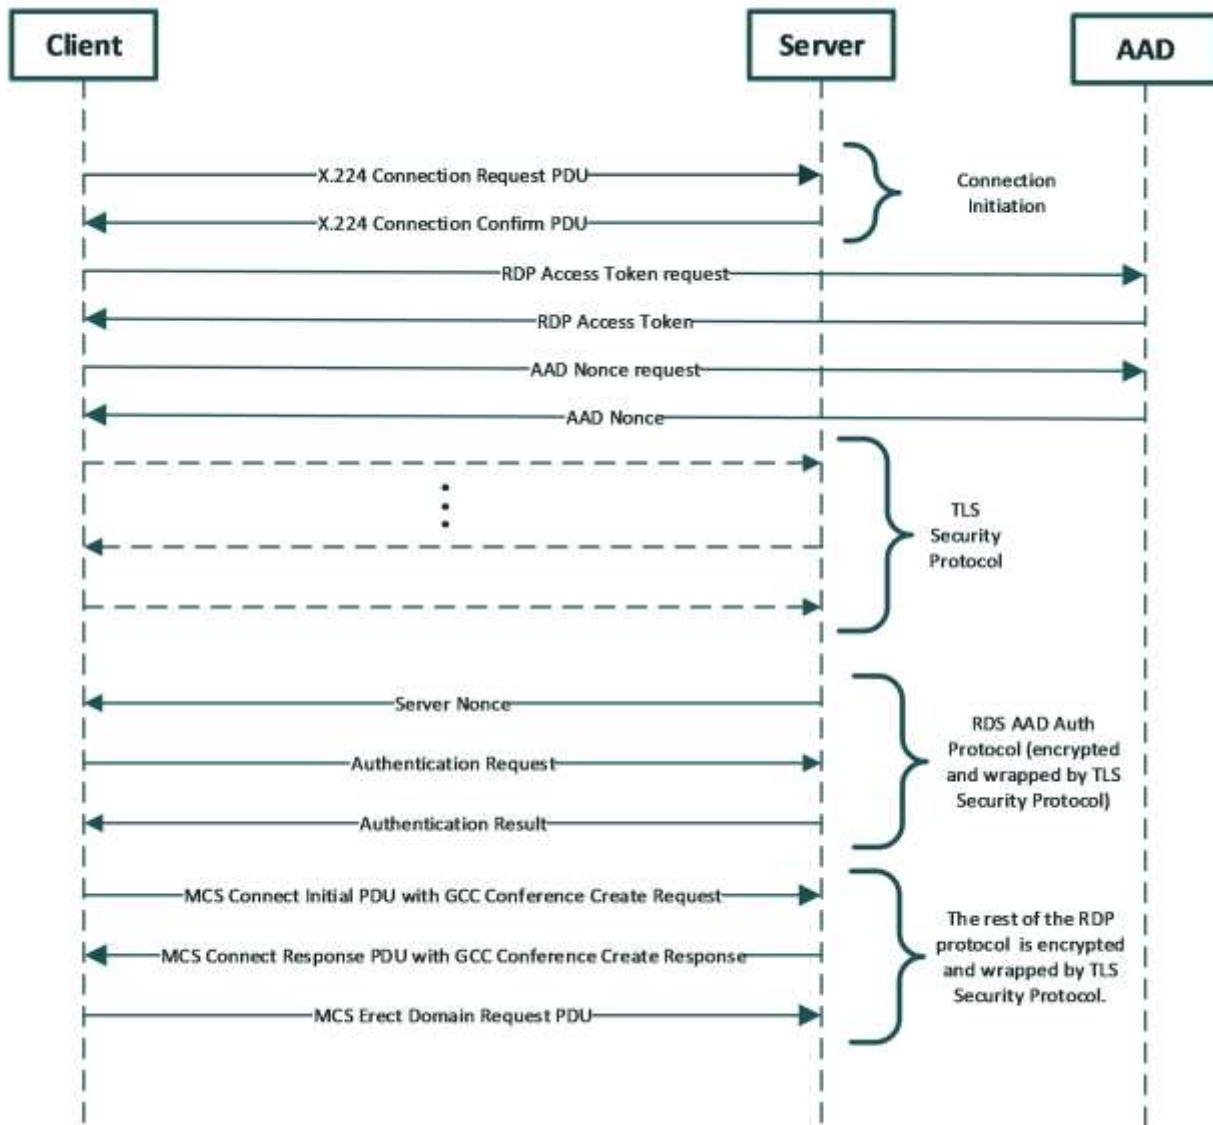 Client
Server
AAD
X.224 Connection Request PDU
Connection
Initiation
X.224 Connection Confirm PDU
RDP Access Token request
RDP Access Token
AAD Nonce request
AAD Nonce
TLS
Security
Protocol
Server Nonce
RDS AAD Auth
Protocol (encrypted
and wrapped by TLS
Security Protocol)
Authentication Request
Authentication Result
MCS Connect Initial PDU with GCC Conference Create Request
MCS Connect Response PDU with GCC Conference Create Response
The rest of the RDP
protocol is encrypted
and wrapped by TLS
Security Protocol.
MCS Erect Domain Request PDU